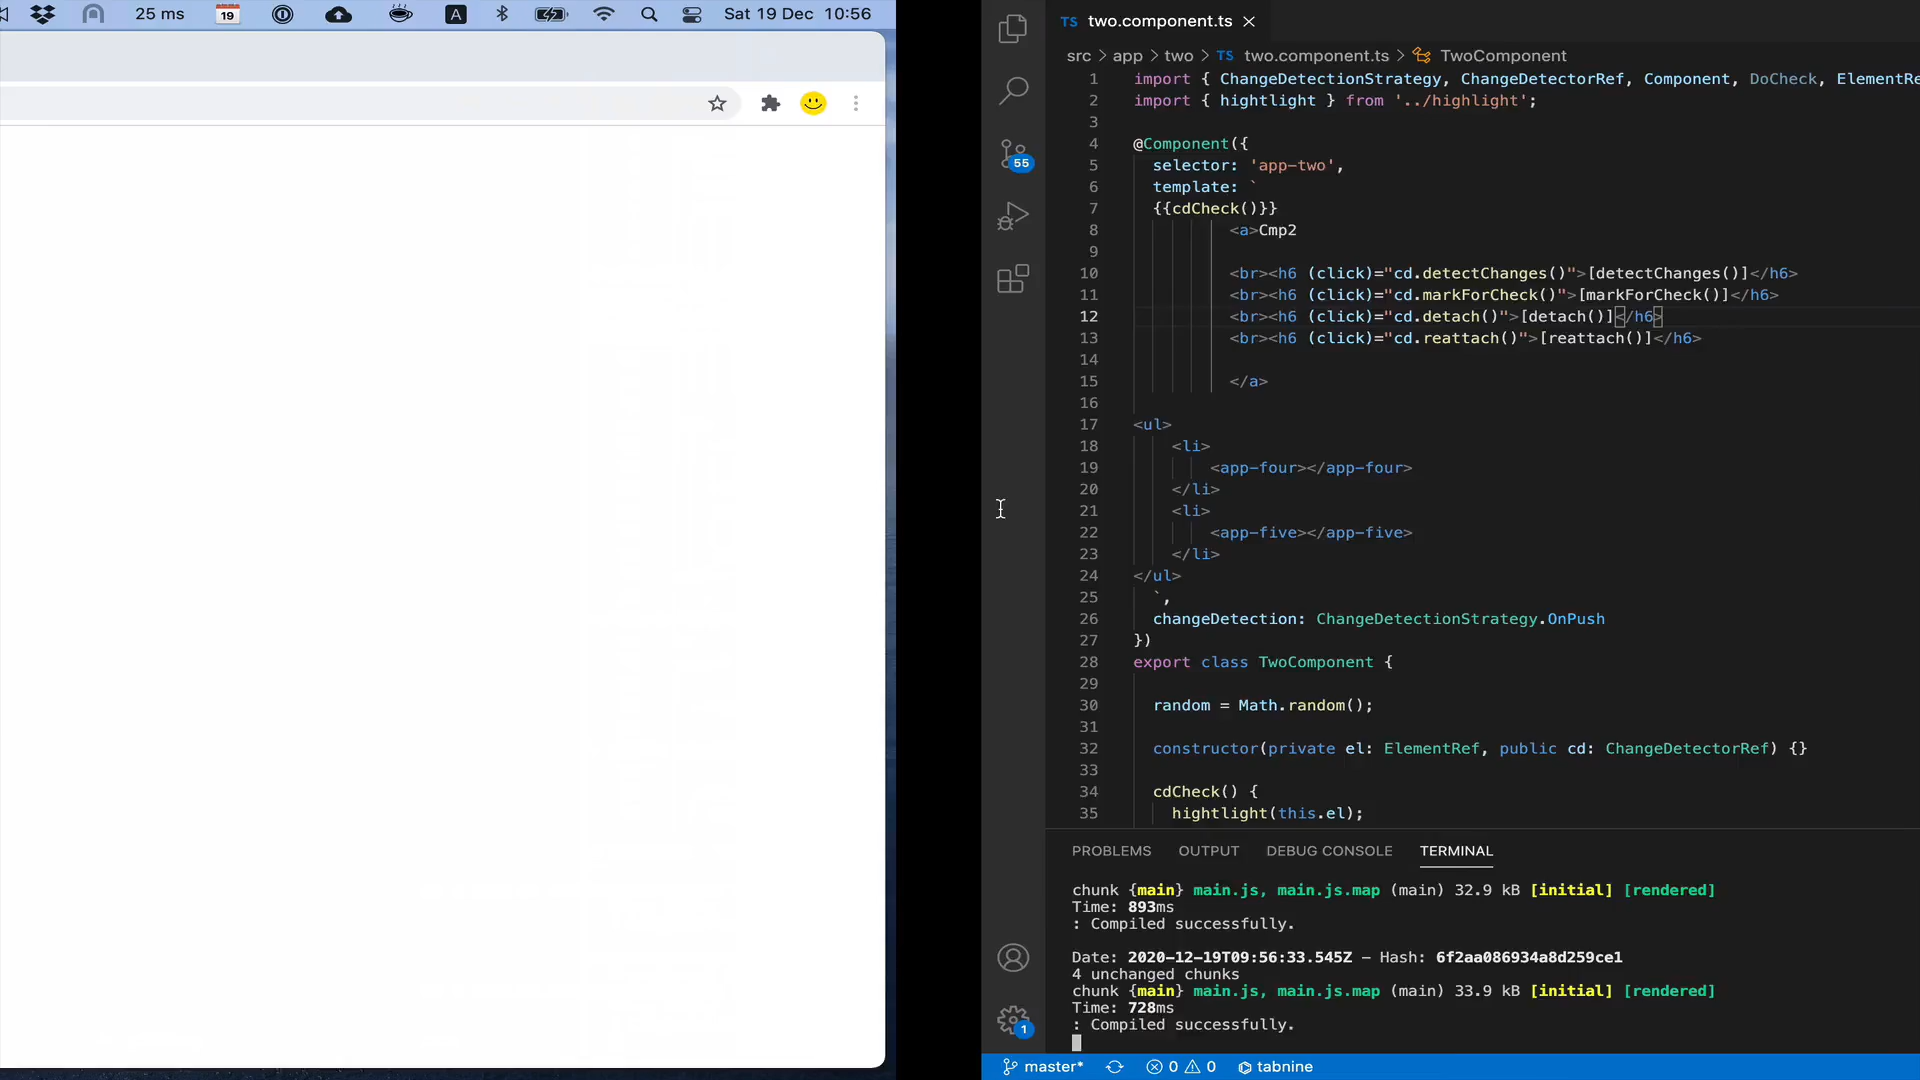 25 ms
19
A
Sat 19 Dec 10:56
TS two.component.ts
src > app > two > TS two.component.ts > TwoComponent
55
1 import { ChangeDetectionStrategy, ChangeDetectorRef, Component, DoCheck, ElementRe
2 import { hightlight } from '../highlight';
3
4 @Component({
5 selector: 'app-two',
6 template: `
7 {{cdCheck()}}
8 <a>Cmp2
9
10 <br><h6 (click)="cd.detectChanges()">[detectChanges()]</h6>
11 <br><h6 (click)="cd.markForCheck()">[markForCheck()]</h6>
12 <br><h6 (click)="cd.detach()">[detach()]</h6>
13 <br><h6 (click)="cd.reattach()">[reattach()]</h6>
14
15 </a>
16
17 <ul>
18 <li>
19 <app-four></app-four>
20 </li>
21 <li>
22 <app-five></app-five>
23 </li>
24 </ul>
25 `,
26 changeDetection: ChangeDetectionStrategy.OnPush
27 })
28 export class TwoComponent {
29
30 random = Math.random();
31
32 constructor(private el: ElementRef, public cd: ChangeDetectorRef) {}
33
34 cdCheck() {
35 hightlight(this.el);
PROBLEMS OUTPUT DEBUG CONSOLE TERMINAL
chunk {main} main.js, main.js.map (main) 32.9 kB [initial] [rendered]
Time: 893ms
: Compiled successfully.
Date: 2020-12-19T09:56:33.545Z - Hash: 6f2aa086934a8d259ce1
4 unchanged chunks
chunk {main} main.js, main.js.map (main) 33.9 kB [initial] [rendered]
Time: 728ms
: Compiled successfully.
1
master* 0 0 tabnine